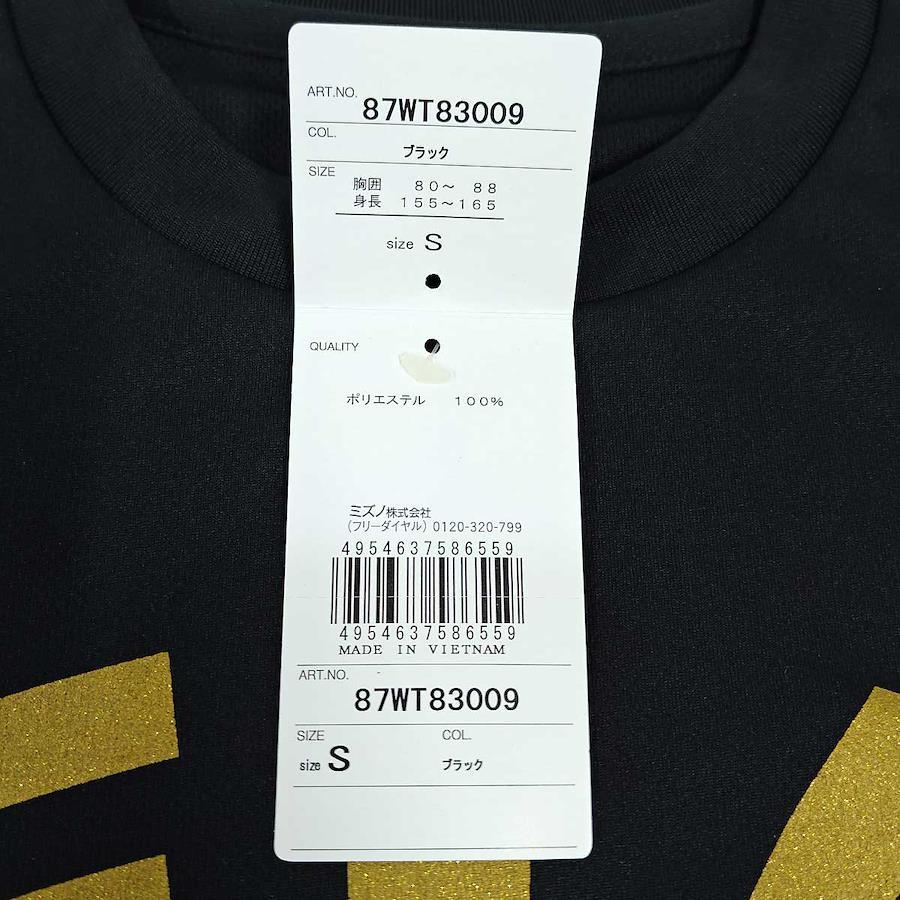 ART.NO.
87WT83009
COL.
ブラック
SIZE
胸囲 80～ 88
身長 155～165
size S
QUALITY
ポリエステル 100%
ミズノ株式会社
(フリーダイヤル) 0120-320-799
4954637586559
4954637586559
MADE IN VIETNAM
ART.NO.
87WT83009
SIZE COL.
size S ブラック